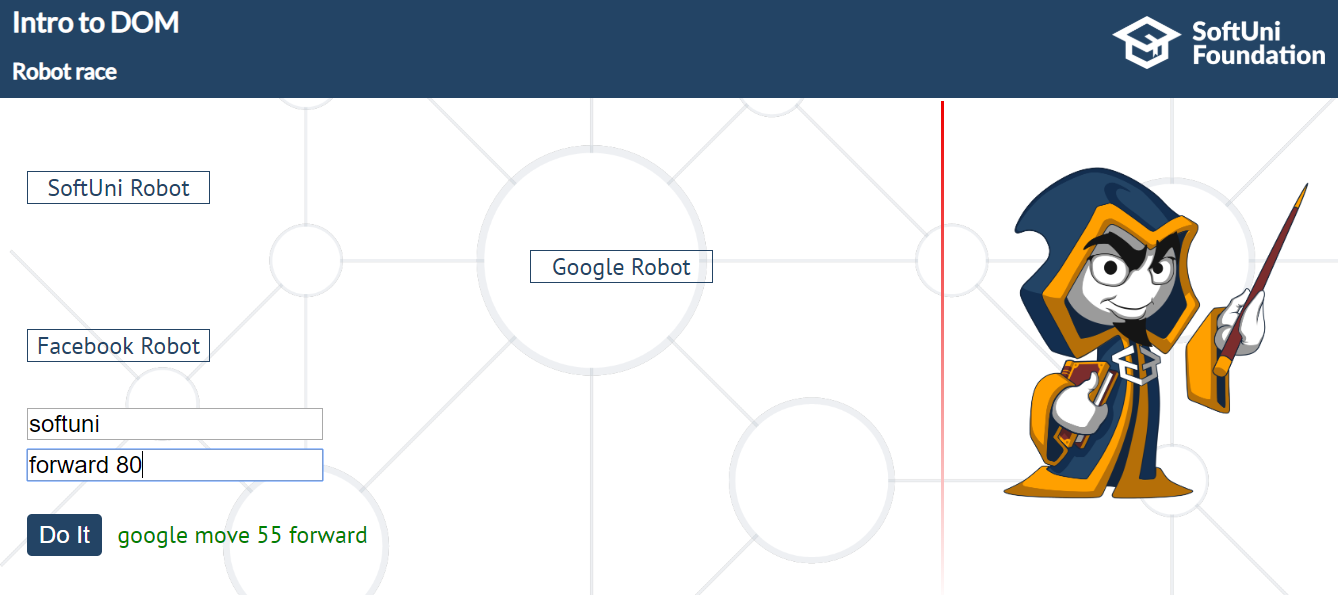 Intro to DOM
SoftUni
Foundation
Robot race
SoftUni Robot
Google Robot
Facebook Robot
softuni
forward 80
Do It
google move 55 forward